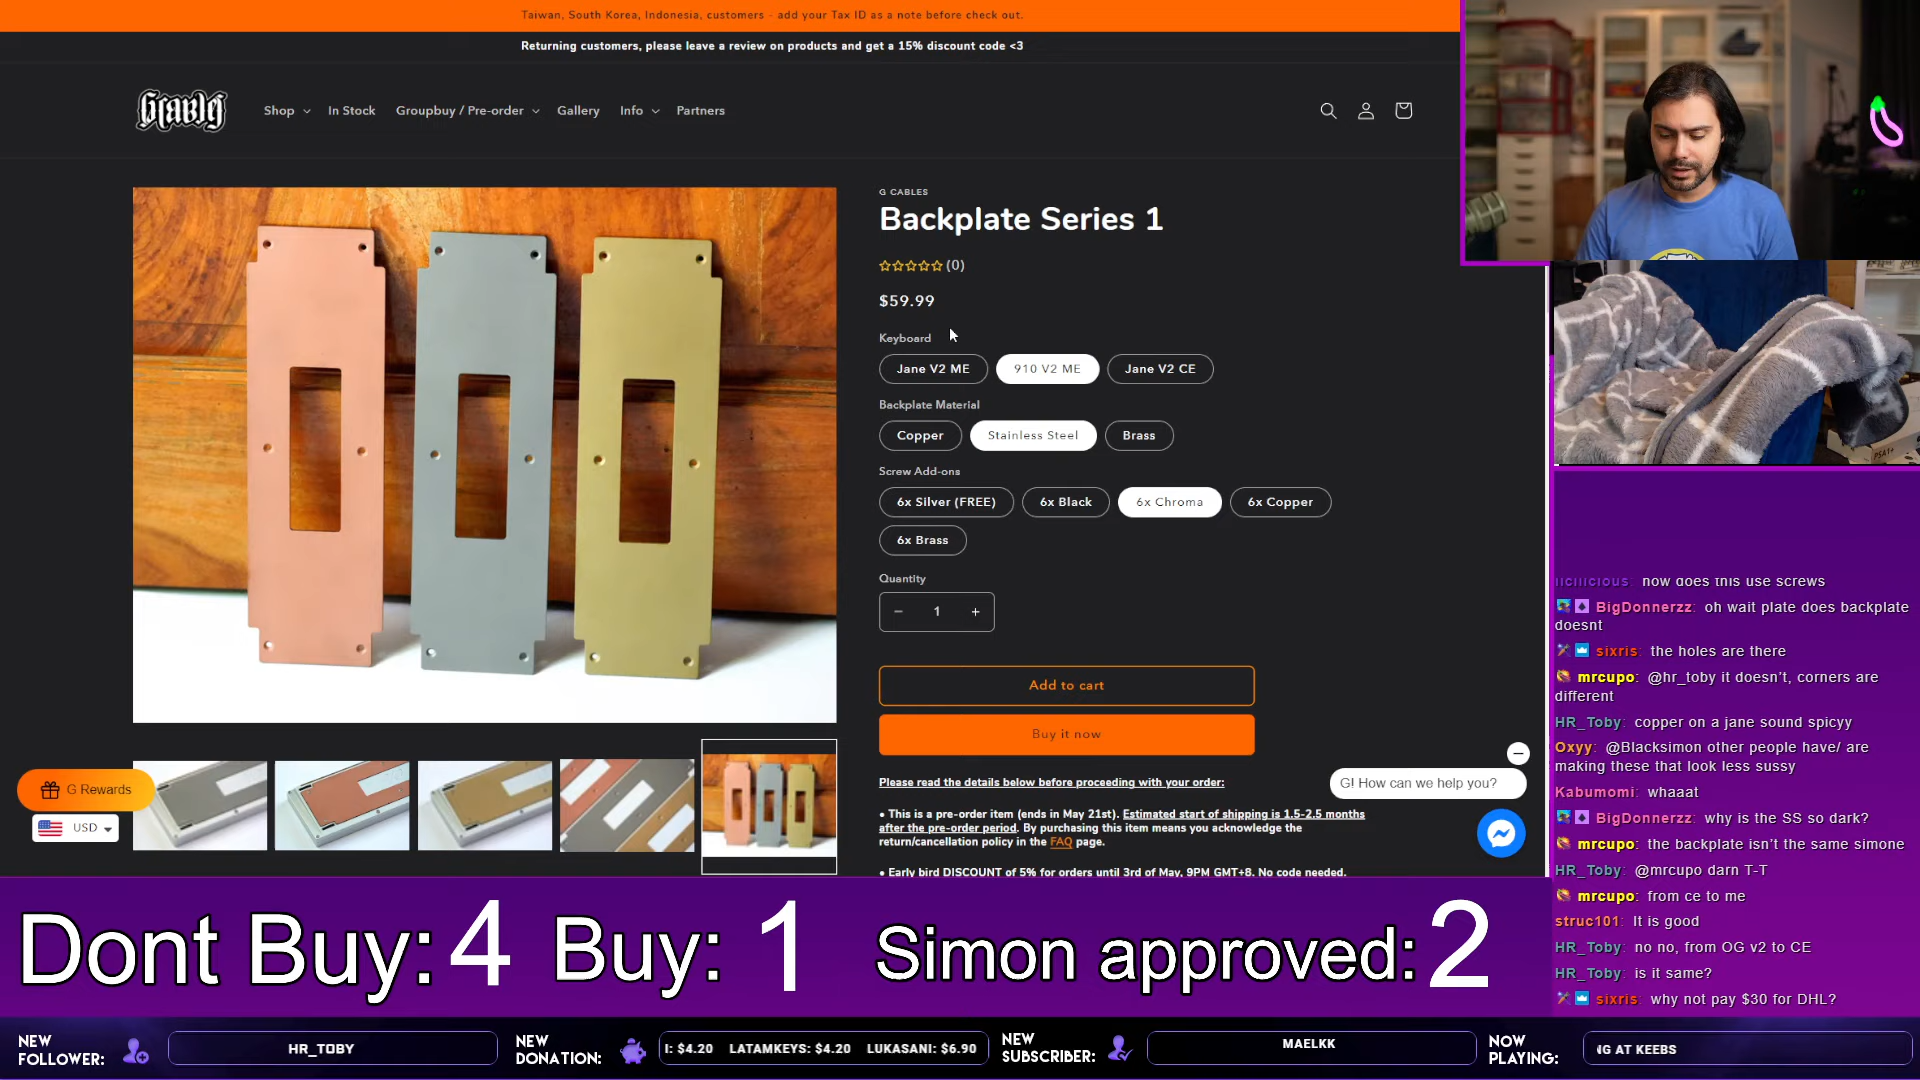 Taiwan, South Korea, Indonesia, customers - add your Tax ID as a note before check out.
Returning customers, please leave a review on products and get a 15% discount code <3
Shop
In Stock
Groupbuy / Pre-order
Gallery
Info
Partners
G CABLES
Backplate Series 1
(0)
$59.99
Keyboard
Jane V2 ME
910 V2 ME
Jane V2 CE
Backplate Material
Copper
Stainless Steel
Brass
Screw Add-ons
6x Silver (FREE)
6x Black
6x Chroma
6x Copper
6x Brass
Quantity
− 1 +
Add to cart
Buy it now
Please read the details below before proceeding with your order:
• This is a pre-order item (ends in May 21st). Estimated start of shipping is 1.5-2.5 months
after the pre-order period. By purchasing this item means you acknowledge the
return/cancellation policy in the FAQ page.
• Early bird DISCOUNT of 5% for orders until 3rd of May, 9PM GMT+8. No code needed.
G Rewards
USD
G! How can we help you?
how does this use screws
BigDonnerzz: oh wait plate does backplate
doesnt
sixris: the holes are there
mrcupo: @hr_toby it doesn't, corners are
different
HR_Toby: copper on a jane sound spicyy
Oxyy: @Blacksimon other people have/ are
making these that look less sussy
Kabumomi: whaaat
BigDonnerzz: why is the SS so dark?
mrcupo: the backplate isn't the same simone
HR_Toby: @mrcupo darn T-T
mrcupo: from ce to me
struc101: It is good
HR_Toby: no no, from OG v2 to CE
HR_Toby: is it same?
sixris: why not pay $30 for DHL?
Dont Buy: 4 Buy: 1 Simon approved: 2
NEW
FOLLOWER:
HR_TOBY
NEW
DONATION:
I: $4.20 LATAMKEYS: $4.20 LUKASANI: $6.90
NEW
SUBSCRIBER:
MAELKK
NOW
PLAYING:
NG AT KEEBS